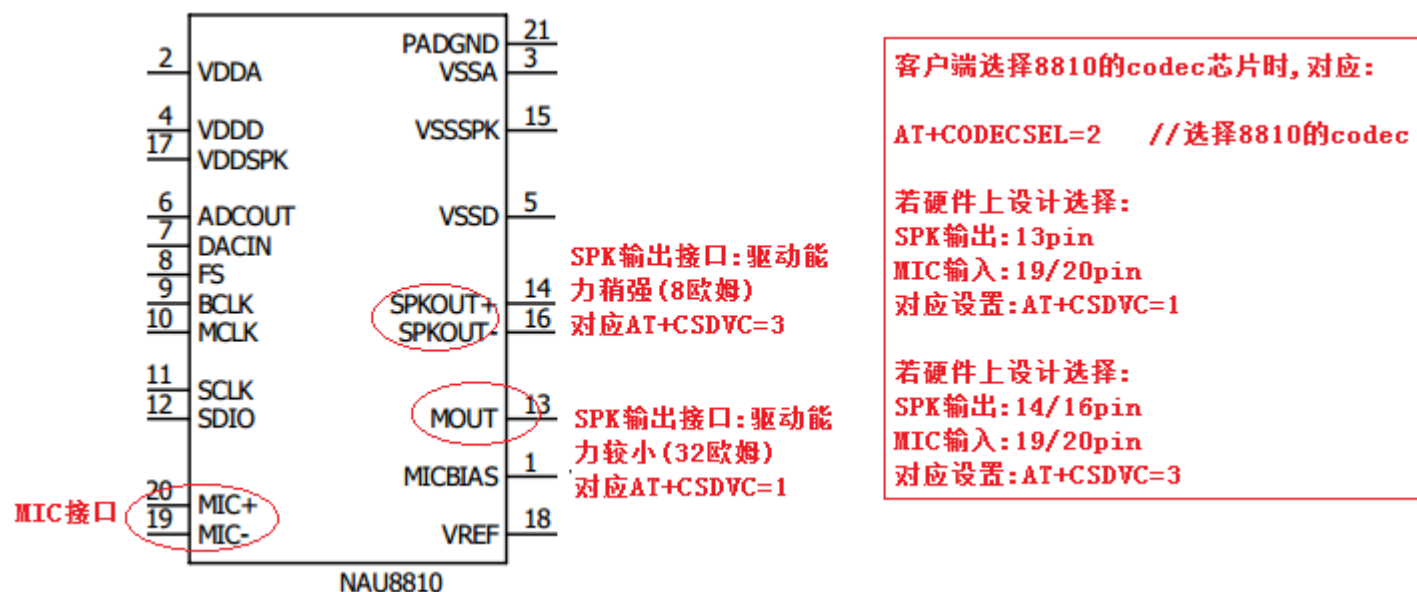 PADGND 21
2 VDDA
VSSA 3
4 VDDD
VSSSPK 15
17 VDDSPK
6 ADCOUT
VSSD 5
7 DACIN
8 FS
9 BCLK
SPKOUT+ 14
10 MCLK
SPKOUT- 16
11 SCLK
12 SDIO
MOUT 13
MICBIAS 1
20 MIC+
19 MIC-
VREF 18
NAU8810
MIC接口
SPK输出接口:驱动能
力稍强(8欧姆)
对应AT+CSDVC=3
SPK输出接口:驱动能
力较小(32欧姆)
对应AT+CSDVC=1
客户端选择8810的codec芯片时,对应:
AT+CODECSEL=2 //选择8810的codec
若硬件上设计选择:
SPK输出:13pin
MIC输入:19/20pin
对应设置:AT+CSDVC=1
若硬件上设计选择:
SPK输出:14/16pin
MIC输入:19/20pin
对应设置:AT+CSDVC=3